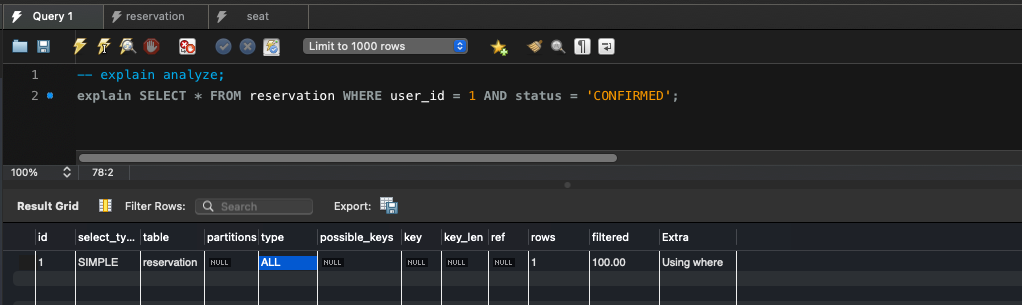 Query 1 reservation seat
Limit to 1000 rows
1 -- explain analyze;
2 explain SELECT * FROM reservation WHERE user_id = 1 AND status = 'CONFIRMED';
100% 78:2
Result Grid Filter Rows: Search Export:
id select_ty... table partitions type possible_keys key key_len ref rows filtered Extra
1 SIMPLE reservation NULL ALL NULL NULL NULL NULL 1 100.00 Using where